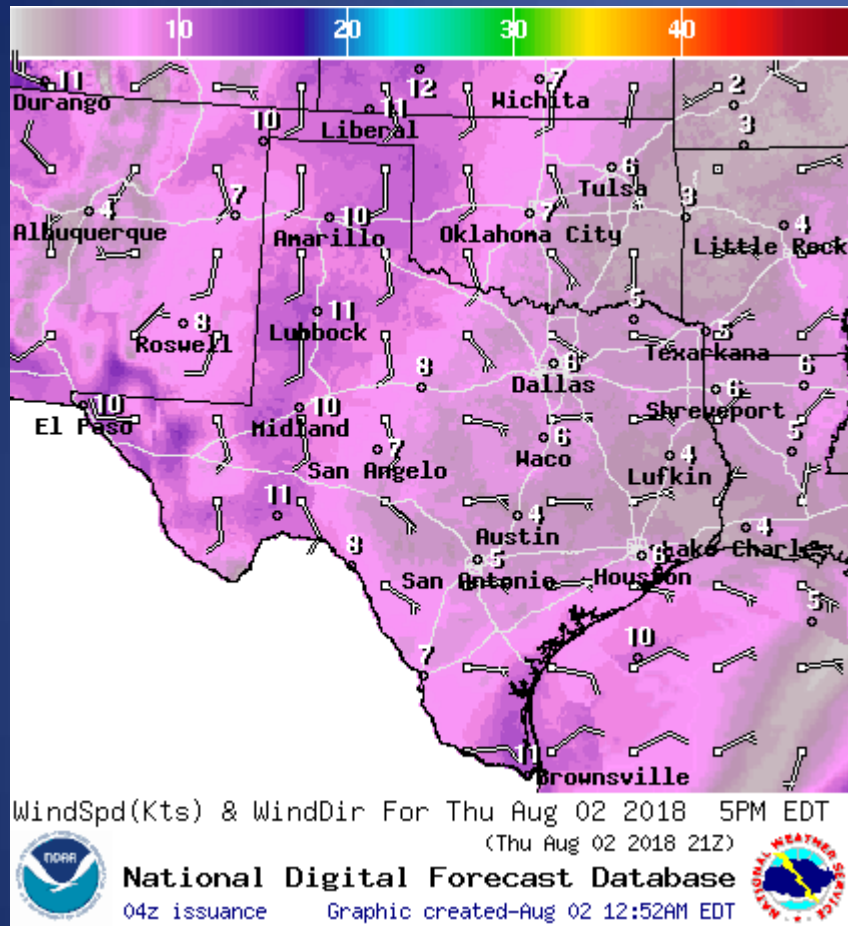 10 20 30 40
11 12 7 2
Durango 11 Wichita
Liberal
10 3
6
Tulsa
4 7 10 7 3 4
Albuquerque Amarillo Oklahoma City Little Rock
8 11 5 5
Roswell Lubbock Texarkana
8 6 6 6
Dallas
10 10 Shreveport
El Paso Midland
7 6 4 5
San Angelo Waco Lufkin
11 4 4
Austin
8 5 6 Lake Charles
San Antonio Houston
5
7 10
11
Brownsville
WindSpd(Kts) & WindDir For Thu Aug 02 2018 5PM EDT
(Thu Aug 02 2018 21Z)
NOAA
National Digital Forecast Database
04z issuance Graphic created-Aug 02 12:52AM EDT
NATIONAL WEATHER SERVICE